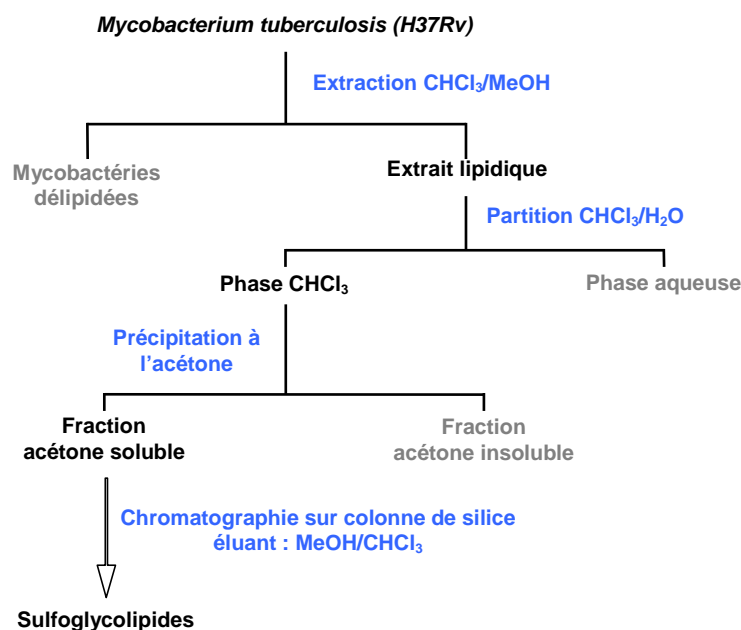 Mycobacterium tuberculosis (H37Rv)
Extraction CHCl₃/MeOH
Mycobactéries
délipidées
Extrait lipidique
Partition CHCl₃/H₂O
Phase CHCl₃
Phase aqueuse
Précipitation à
l'acétone
Fraction
acétone soluble
Fraction
acétone insoluble
Chromatographie sur colonne de silice
éluant : MeOH/CHCl₃
Sulfoglycolipides